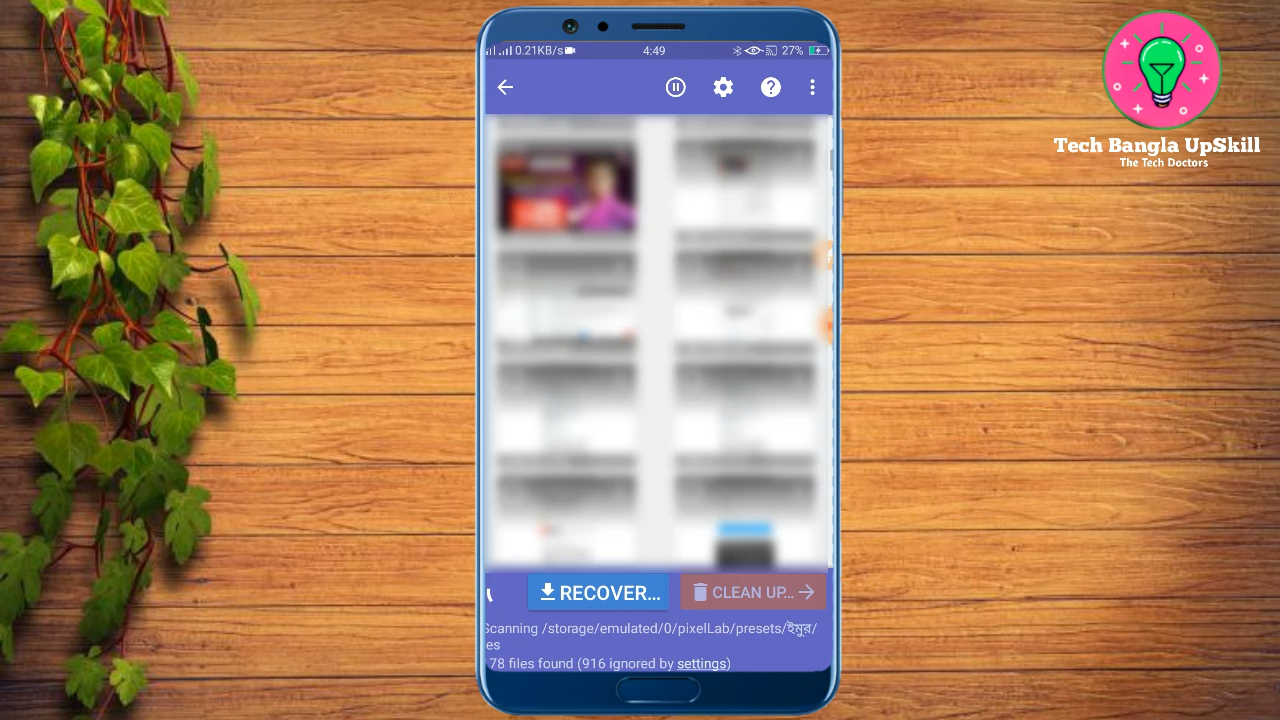 0.21KB/s
4:49
27%
Tech Bangla UpSkill
The Tech Doctors
RECOVER...
CLEAN UP...
Scanning /storage/emulated/0/pixelLab/presets/ইমুর/
es
78 files found (916 ignored by settings)